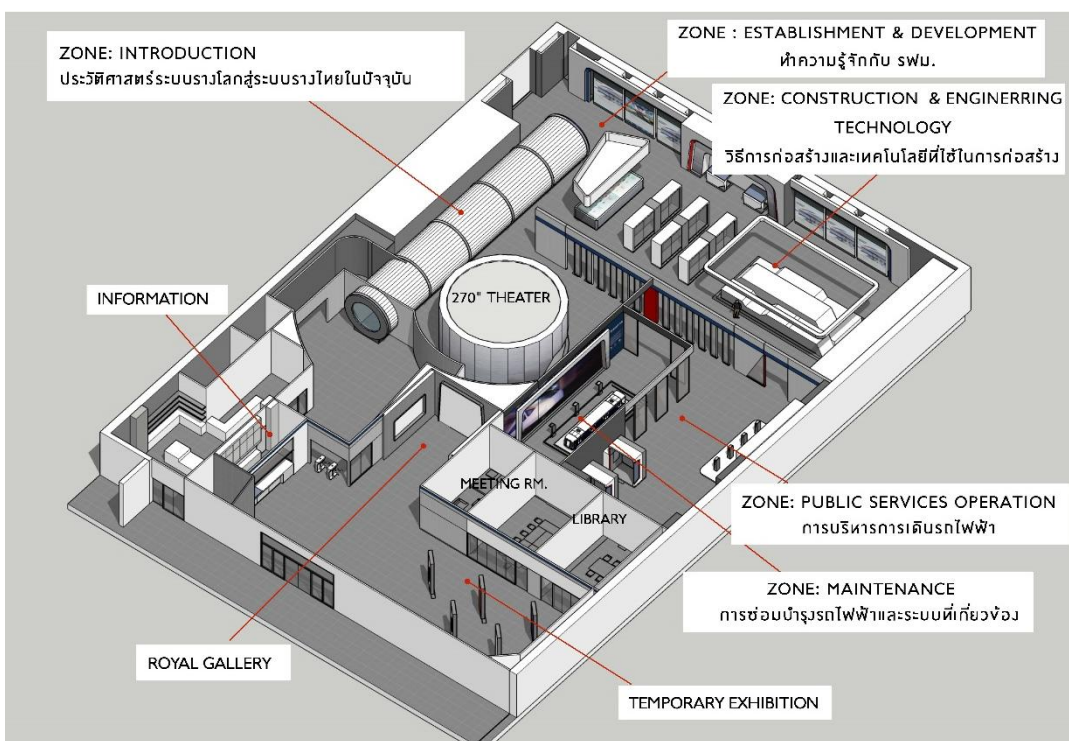 ZONE: INTRODUCTION
ประวัติศาสตร์ระบบรางโลกสู่ระบบรางไทยในปัจจุบัน
ZONE : ESTABLISHMENT & DEVELOPMENT
ทำความรู้จักกับ รฟม.
ZONE: CONSTRUCTION & ENGINERRING
TECHNOLOGY
วิธีการก่อสร้างและเทคโนโลยีที่ใช้ในการก่อสร้าง
INFORMATION
270° THEATER
MEETING RM.
LIBRARY
ZONE: PUBLIC SERVICES OPERATION
การบริหารการเดินรถไฟฟ้า
ZONE: MAINTENANCE
การซ่อมบำรุงรถไฟฟ้าและระบบที่เกี่ยวข้อง
ROYAL GALLERY
TEMPORARY EXHIBITION